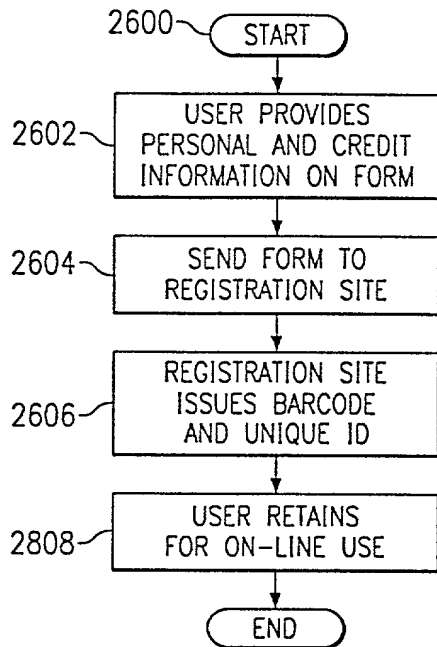 2600
START
2602
USER PROVIDES
PERSONAL AND CREDIT
INFORMATION ON FORM
2604
SEND FORM TO
REGISTRATION SITE
2606
REGISTRATION SITE
ISSUES BARCODE
AND UNIQUE ID
2808
USER RETAINS
FOR ON-LINE USE
END